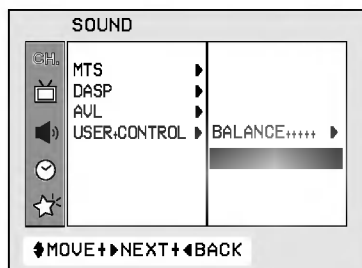 SOUND
CH.
MTS
DASP
AVL
USER+CONTROL
BALANCE+++++
MOVE+NEXT+BACK